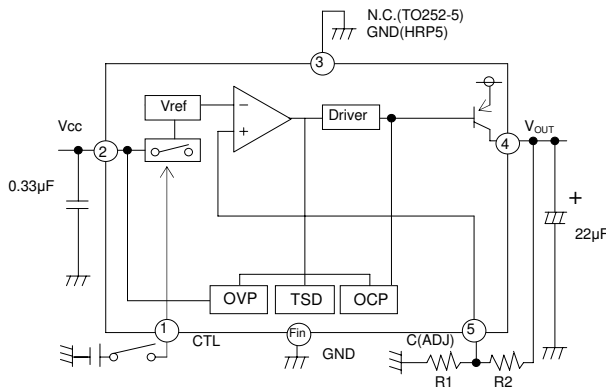 N.C.(TO252-5)
GND(HRP5)
3
Vref
−
+
Driver
Vcc
2
4
VOUT
0.33µF
+
22µF
OVP
TSD
OCP
1
CTL
Fin
GND
C(ADJ)
5
R1
R2